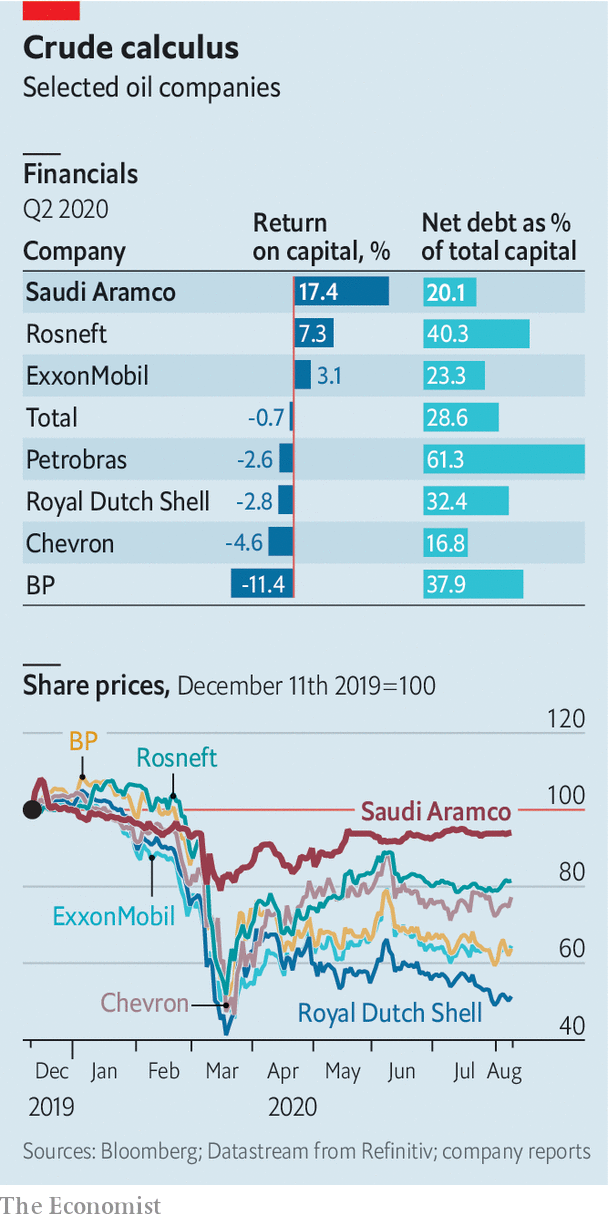 Crude calculus
Selected oil companies
Financials
Q2 2020
Company
Return
on capital, %
Net debt as %
of total capital
Saudi Aramco 17.4 20.1
Rosneft 7.3 40.3
ExxonMobil 3.1 23.3
Total -0.7 28.6
Petrobras -2.6 61.3
Royal Dutch Shell -2.8 32.4
Chevron -4.6 16.8
BP -11.4 37.9
Share prices, December 11th 2019=100
120
BP
Rosneft
100
Saudi Aramco
80
ExxonMobil
60
Chevron
Royal Dutch Shell
40
Dec Jan Feb Mar Apr May Jun Jul Aug
2019 2020
Sources: Bloomberg; Datastream from Refinitiv; company reports
The Economist